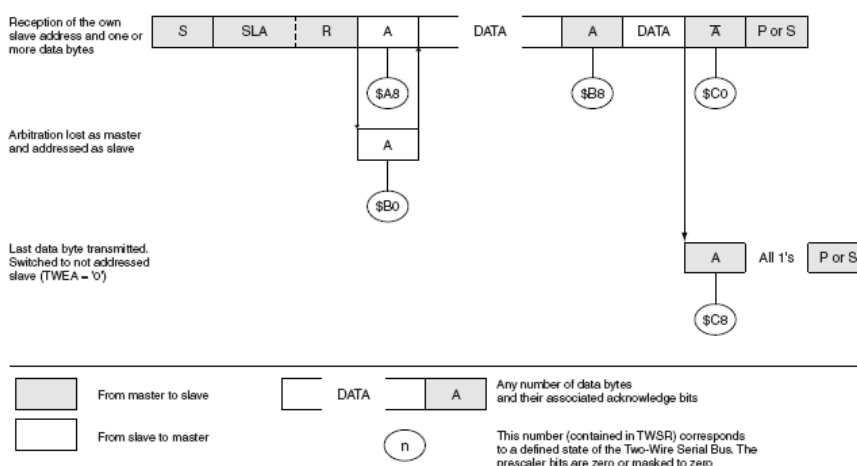 Reception of the own
slave address and one or
more data bytes
S SLA R A DATA A DATA A P or S
$A8 $B8 $C0
Arbitration lost as master
and addressed as slave
A
$B0
Last data byte transmitted.
Switched to not addressed
slave (TWEA = '0')
A All 1's P or S
$C8
From master to slave
DATA A
Any number of data bytes
and their associated acknowledge bits
From slave to master
n
This number (contained in TWSR) corresponds
to a defined state of the Two-Wire Serial Bus. The
prescaler bits are zero or masked to zero